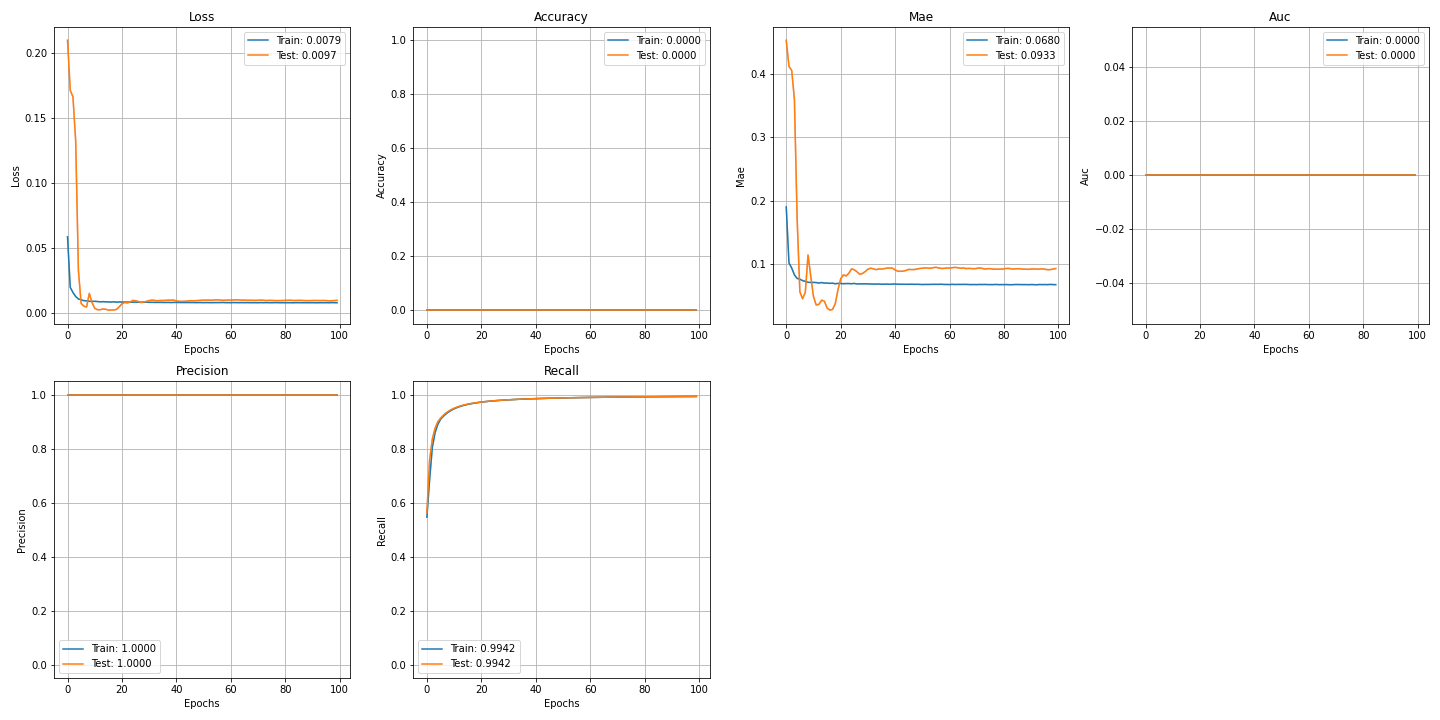 Loss
Train: 0.0079
Test: 0.0097
0.20
0.15
0.10
0.05
0.00
Loss
0 20 40 60 80 100
Epochs
Accuracy
Train: 0.0000
Test: 0.0000
1.0
0.8
0.6
0.4
0.2
0.0
Accuracy
0 20 40 60 80 100
Epochs
Mae
Train: 0.0680
Test: 0.0933
0.4
0.3
0.2
0.1
Mae
0 20 40 60 80 100
Epochs
Auc
Train: 0.0000
Test: 0.0000
0.04
0.02
0.00
−0.02
−0.04
Auc
0 20 40 60 80 100
Epochs
Precision
1.0
0.8
0.6
0.4
0.2
0.0
Precision
Train: 1.0000
Test: 1.0000
0 20 40 60 80 100
Epochs
Recall
1.0
0.8
0.6
0.4
0.2
0.0
Recall
Train: 0.9942
Test: 0.9942
0 20 40 60 80 100
Epochs